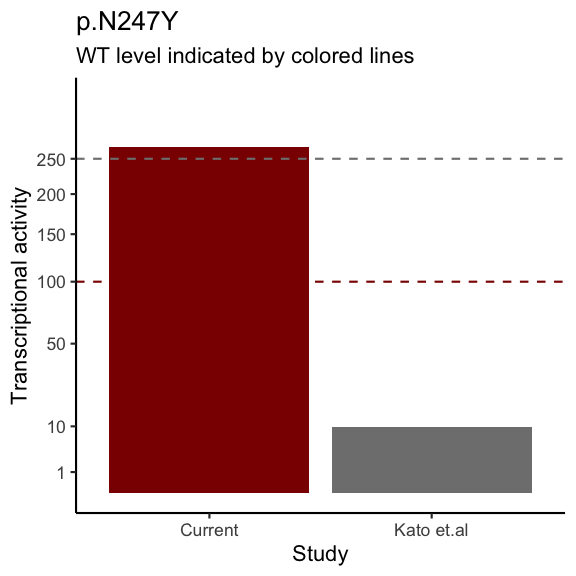 p.N247Y
WT level indicated by colored lines
Transcriptional activity
250
200
150
100
50
10
1
Current
Kato et.al
Study